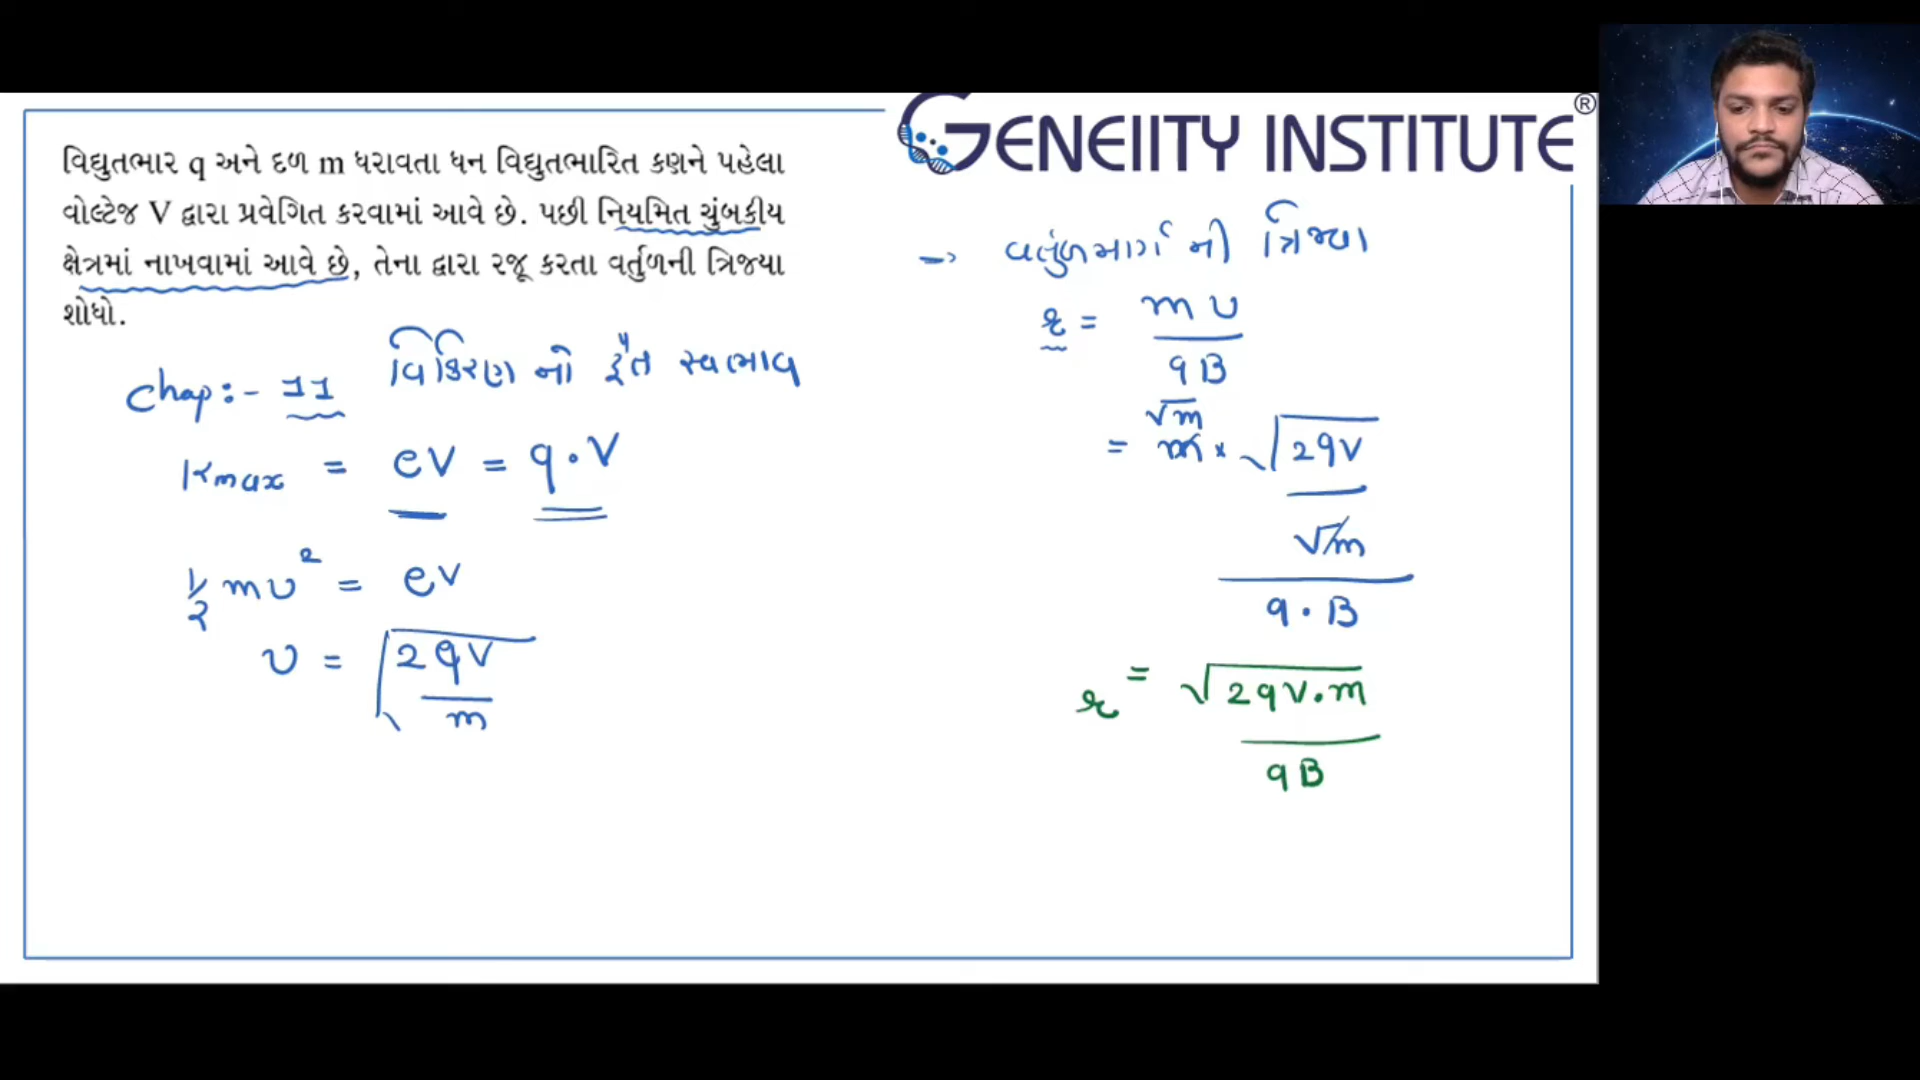 GENEIITY INSTITUTE®
વિદ્યુતભાર q અને દળ m ધરાવતા ધન વિદ્યુતભારિત કણને પહેલા
વોલ્ટેજ V દ્વારા પ્રવેગિત કરવામાં આવે છે. પછી નિયમિત ચુંબકીય
ક્ષેત્રમાં નાખવામાં આવે છે, તેના દ્વારા રજૂ કરતા વર્તુળની ત્રિજ્યા
શોધો.
chap:- 11 વિકિરણ નો દ્વૈત સ્વભાવ
Kmax = eV = q·V
½ mυ² = eV
υ = √(2qV/m)
→ વર્તુળમાર્ગ ની ત્રિજ્યા
r = mυ
qB
√m
= m × √2qV
√m
q·B
r = √2qV·m
qB